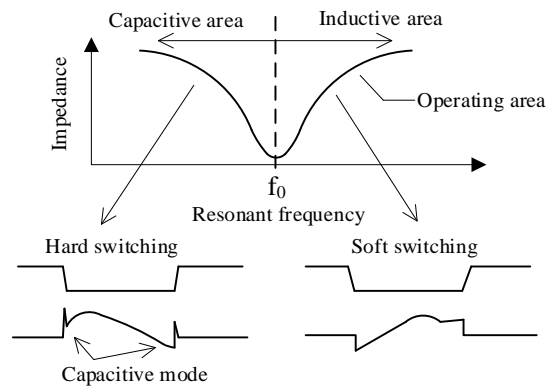 Capacitive area
Inductive area
Impedance
Operating area
f0
Resonant frequency
Hard switching
Soft switching
Capacitive mode